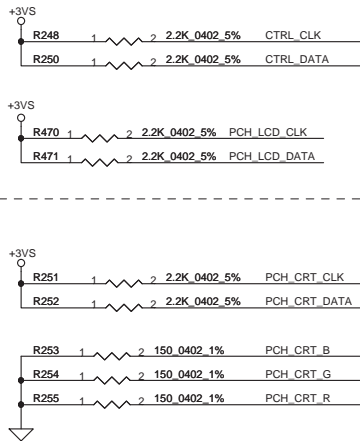 +3VS
R248 1 2 2.2K_0402_5% CTRL_CLK
R250 1 2 2.2K_0402_5% CTRL_DATA
+3VS
R470 1 2 2.2K_0402_5% PCH_LCD_CLK
R471 1 2 2.2K_0402_5% PCH_LCD_DATA
+3VS
R251 1 2 2.2K_0402_5% PCH_CRT_CLK
R252 1 2 2.2K_0402_5% PCH_CRT_DATA
R253 1 2 150_0402_1% PCH_CRT_B
R254 1 2 150_0402_1% PCH_CRT_G
R255 1 2 150_0402_1% PCH_CRT_R